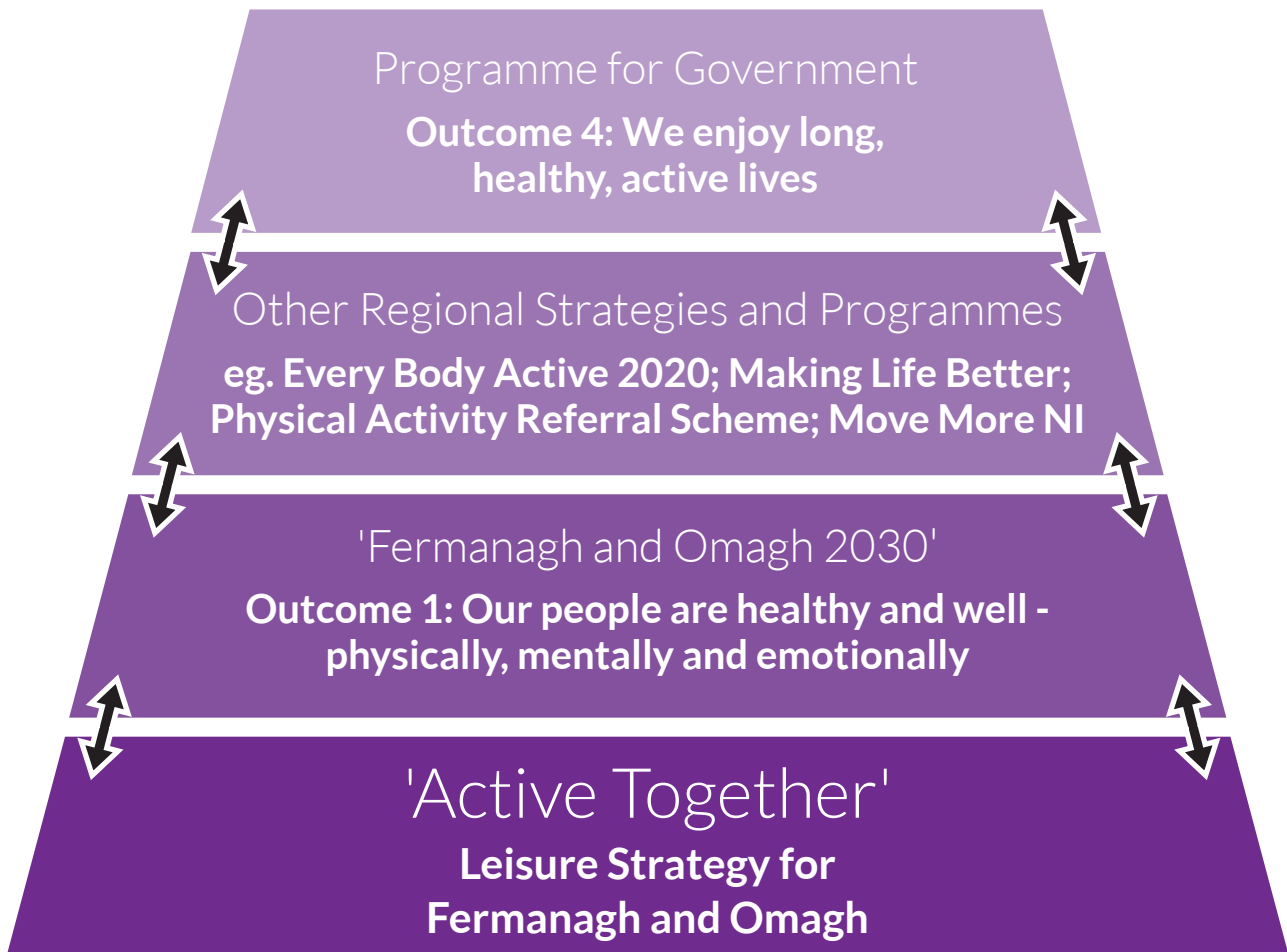 Programme for Government
Outcome 4: We enjoy long,
healthy, active lives
Other Regional Strategies and Programmes
eg. Every Body Active 2020; Making Life Better;
Physical Activity Referral Scheme; Move More NI
'Fermanagh and Omagh 2030'
Outcome 1: Our people are healthy and well -
physically, mentally and emotionally
'Active Together'
Leisure Strategy for
Fermanagh and Omagh